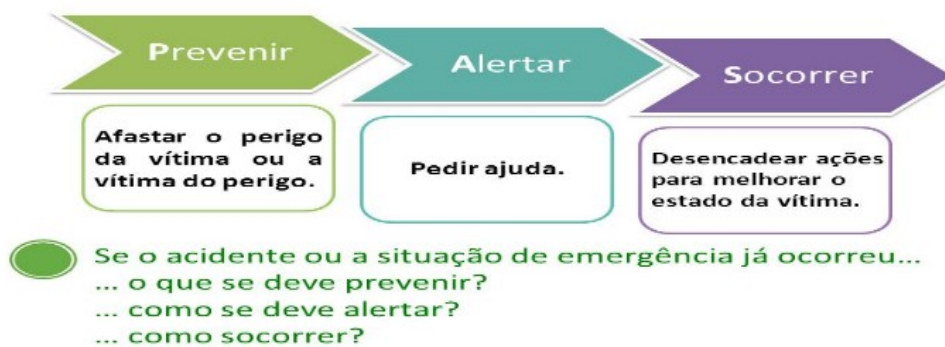 Prevenir
Alertar
Socorrer
Afastar o perigo
da vítima ou a
vítima do perigo.
Pedir ajuda.
Desencadear ações
para melhorar o
estado da vítima.
Se o acidente ou a situação de emergência já ocorreu...
... o que se deve prevenir?
... como se deve alertar?
... como socorrer?